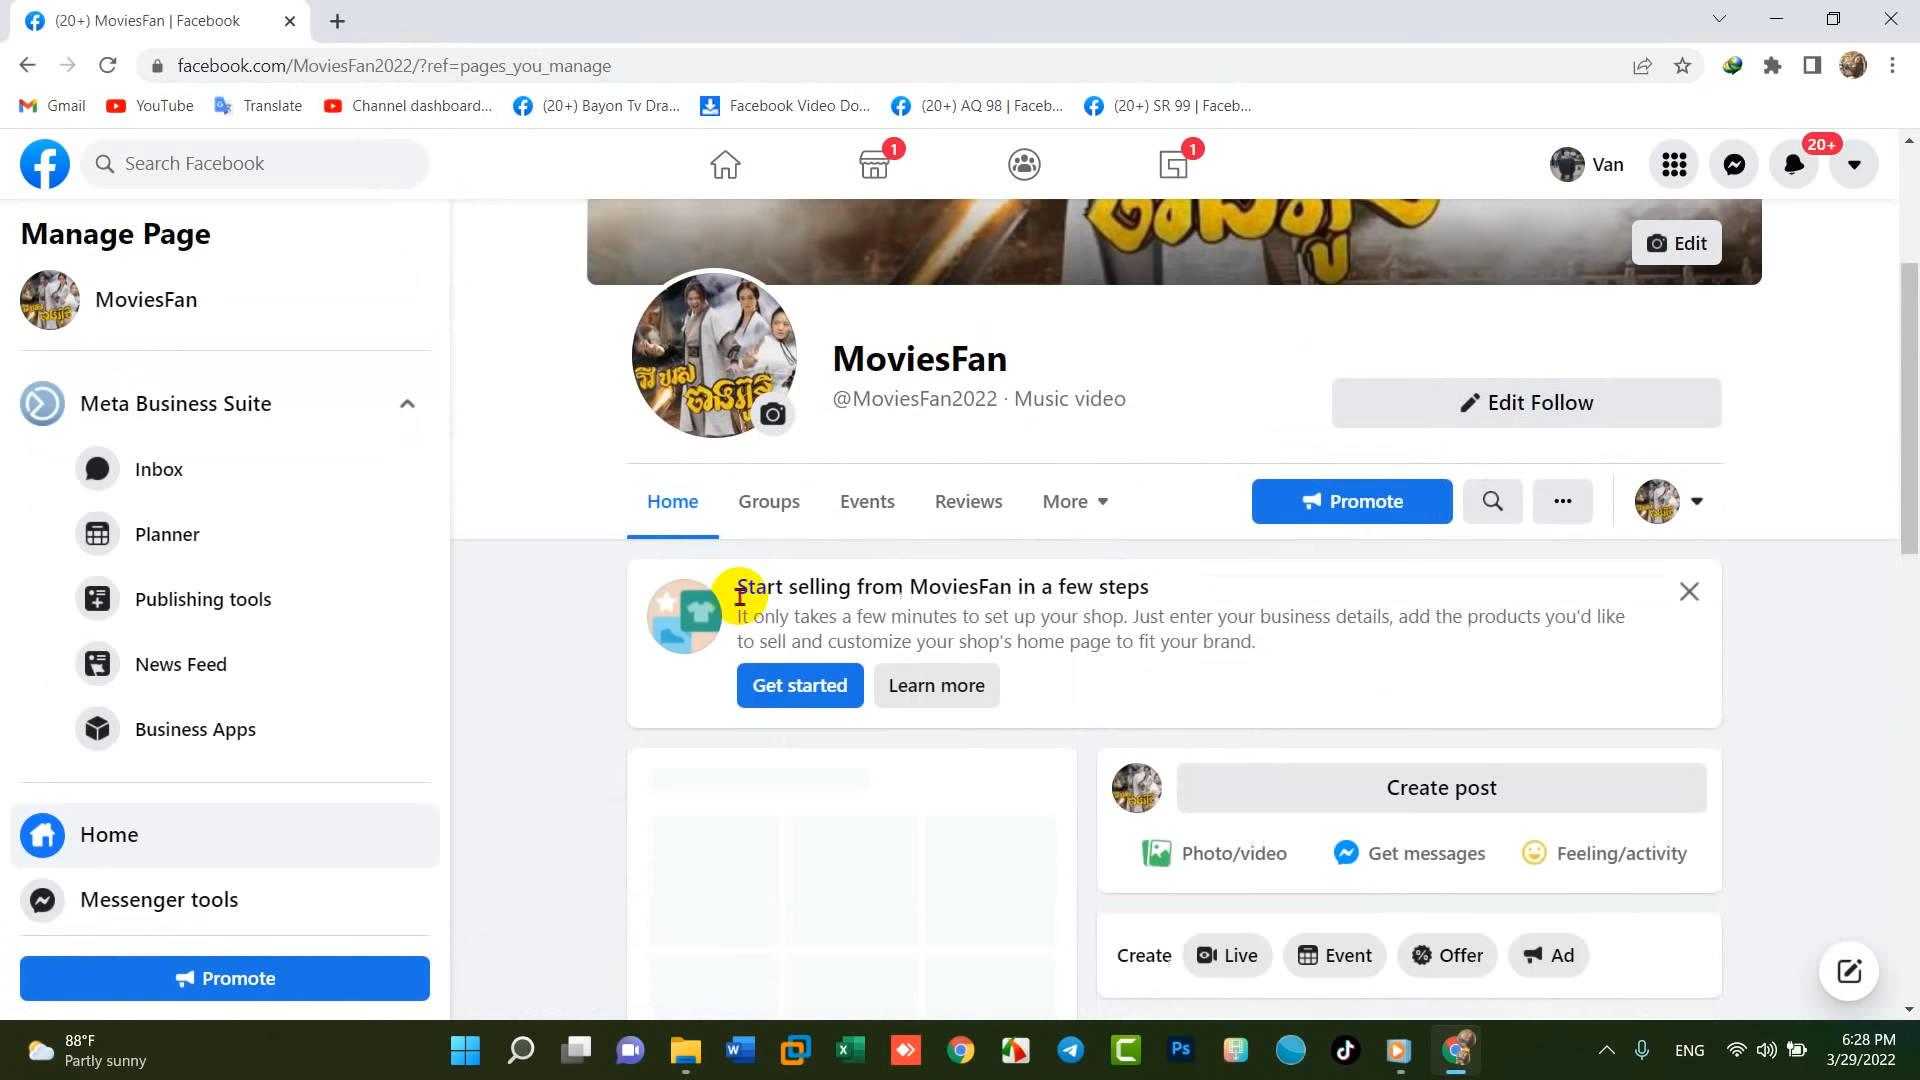 (20+) MoviesFan | Facebook
facebook.com/MoviesFan2022/?ref=pages_you_manage
Gmail
YouTube
Translate
Channel dashboard...
(20+) Bayon Tv Dra...
Facebook Video Do...
(20+) AQ 98 | Faceb...
(20+) SR 99 | Faceb...
Search Facebook
1
1
Van
20+
Manage Page
MoviesFan
Meta Business Suite
Inbox
Planner
Publishing tools
News Feed
Business Apps
Home
Messenger tools
Promote
Edit
MoviesFan
@MoviesFan2022 · Music video
Edit Follow
Home
Groups
Events
Reviews
More
Promote
Start selling from MoviesFan in a few steps
It only takes a few minutes to set up your shop. Just enter your business details, add the products you'd like
to sell and customize your shop's home page to fit your brand.
Get started
Learn more
Create post
Photo/video
Get messages
Feeling/activity
Create
Live
Event
Offer
Ad
88°F
Partly sunny
Ps
ENG
6:28 PM
3/29/2022